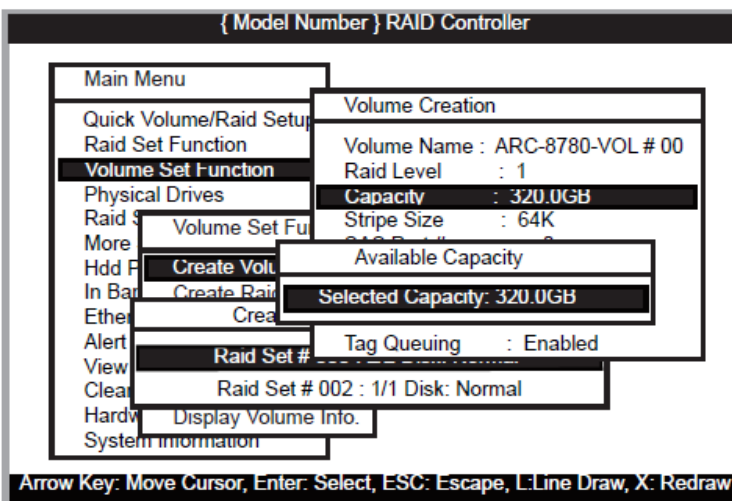 { Model Number } RAID Controller
Main Menu
Quick Volume/Raid Setup
Raid Set Function
Volume Set Function
Physical Drives
Raid S
More
Hdd P
In Bar
Ether
Alert
View
Clear
Hardw
System Information
Volume Set Fu
Create Volu
Create Raid
Display Volume Info.
Crea
Raid Set #
Raid Set # 002 : 1/1 Disk: Normal
Volume Creation
Volume Name : ARC-8780-VOL # 00
Raid Level : 1
Capacity : 320.0GB
Stripe Size : 64K
Tag Queuing : Enabled
Available Capacity
Selected Capacity: 320.0GB
Arrow Key: Move Cursor, Enter: Select, ESC: Escape, L:Line Draw, X: Redraw